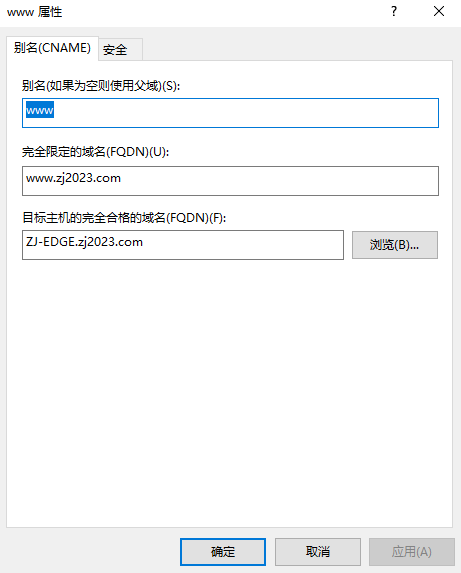 www 属性
?
别名(CNAME) 安全
别名(如果为空则使用父域)(S):
www
完全限定的域名(FQDN)(U):
www.zj2023.com
目标主机的完全合格的域名(FQDN)(F):
ZJ-EDGE.zj2023.com 浏览(B)...
确定 取消 应用(A)